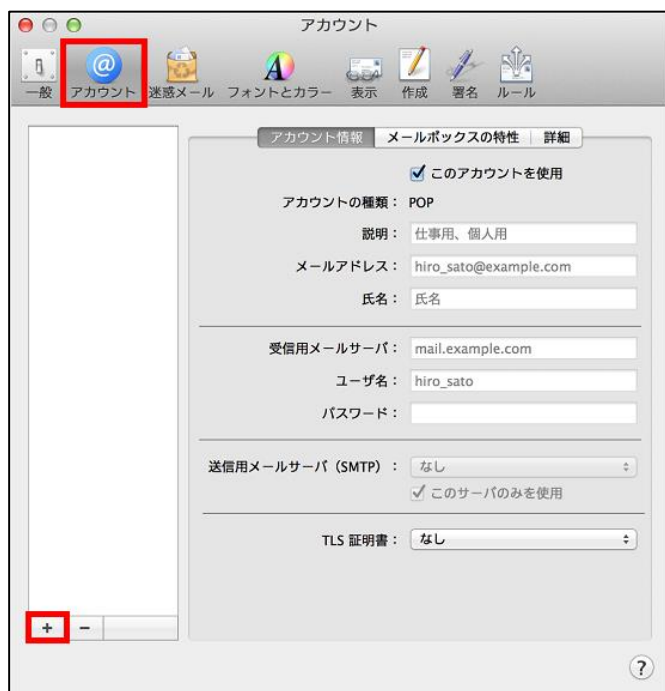 アカウント
一般 アカウント 迷惑メール フォントとカラー 表示 作成 署名 ルール
アカウント情報 メールボックスの特性 詳細
このアカウントを使用
アカウントの種類： POP
説明： 仕事用、個人用
メールアドレス： hiro_sato@example.com
氏名： 氏名
受信用メールサーバ： mail.example.com
ユーザ名： hiro_sato
パスワード：
送信用メールサーバ（SMTP）： なし
このサーバのみを使用
TLS 証明書： なし
+ −
?